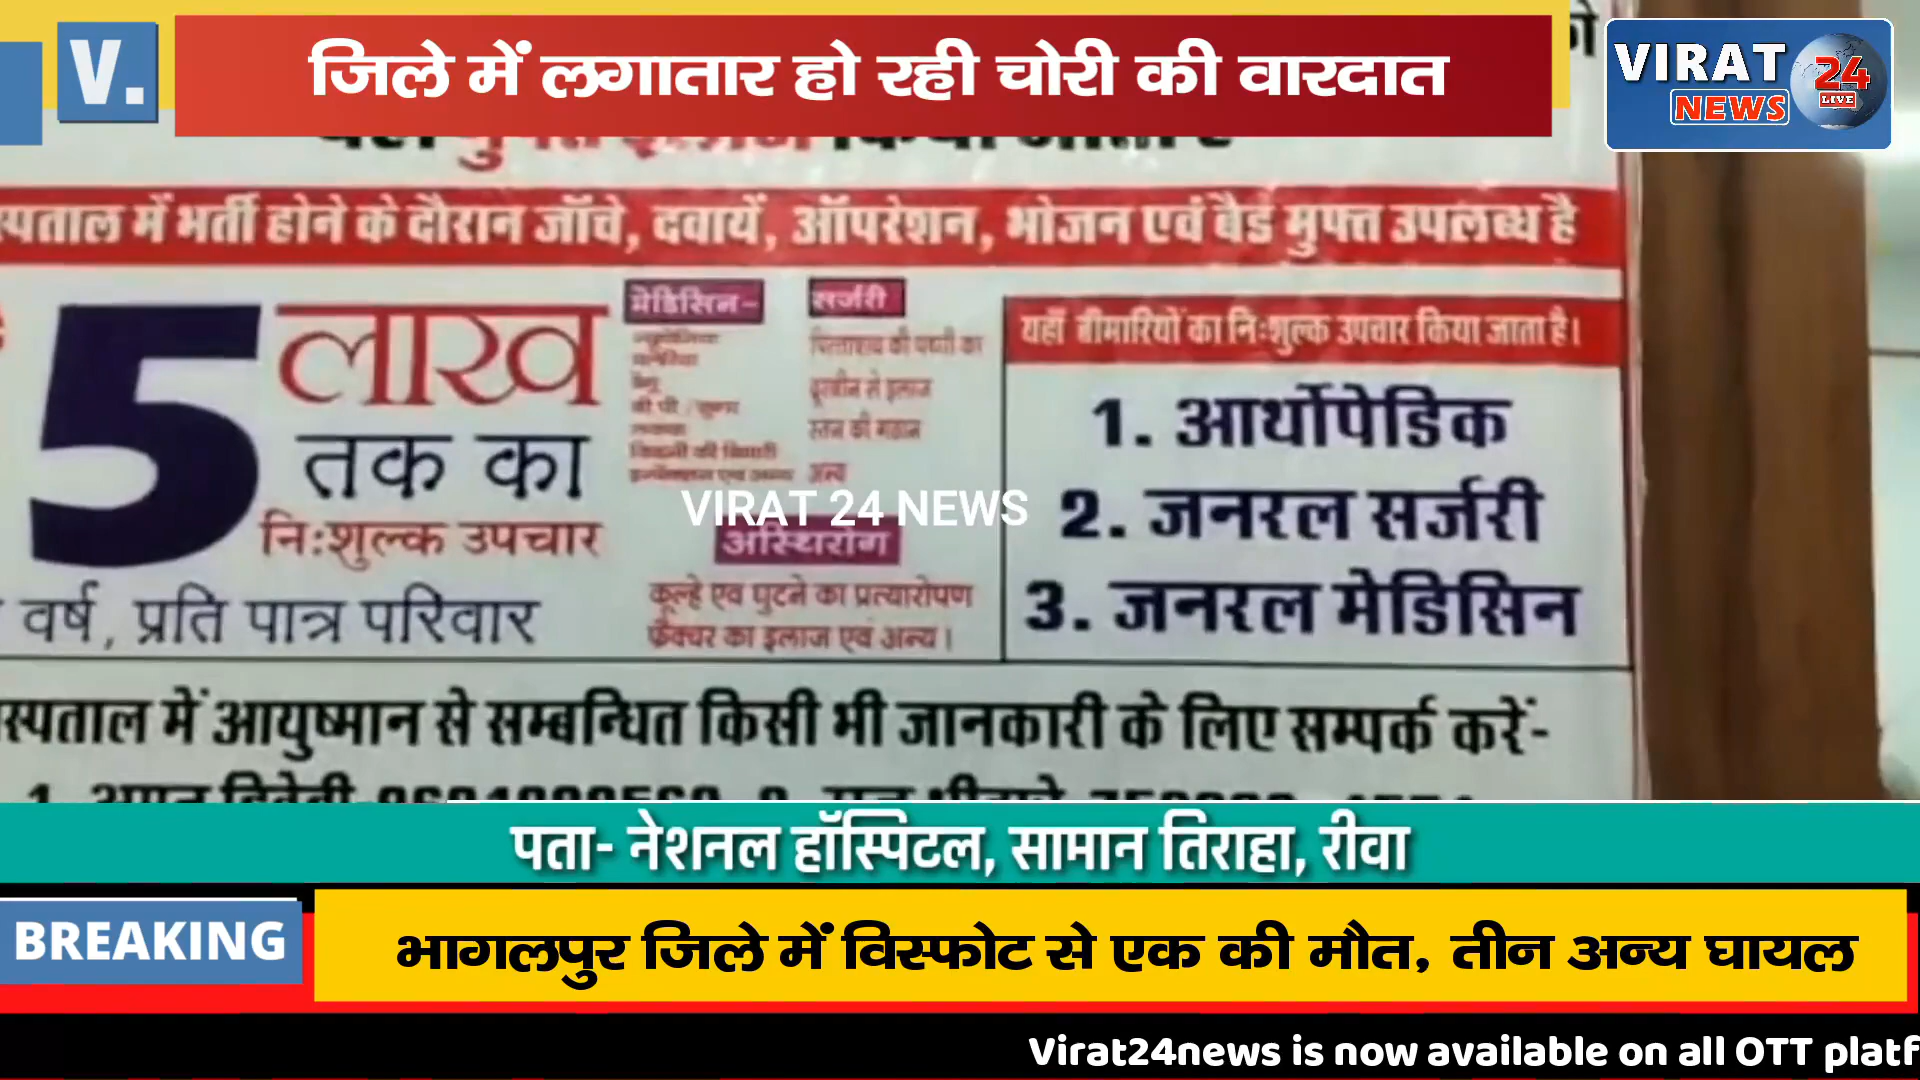 V.
जिले में लगातार हो रही चोरी की वारदात
VIRAT
NEWS
24
LIVE
स्पताल में भर्ती होने के दौरान जॉंचे, दवायें, ऑपरेशन, भोजन एवं बैड मुफ्त उपलब्ध है
5 लाख
तक का
नि:शुल्क उपचार
वर्ष, प्रति पात्र परिवार
मेडिसिन-
सर्जरी
दूरबीन से इलाज
अन्य
VIRAT 24 NEWS
अस्थिरोग
कूल्हे एव घुटने का प्रत्यारोपण
फ्रैक्चर का इलाज एवं अन्य।
यहाँ बीमारियों का नि:शुल्क उपचार किया जाता है।
1. आर्थोपेडिक
2. जनरल सर्जरी
3. जनरल मेडिसिन
स्पताल में आयुष्मान से सम्बन्धित किसी भी जानकारी के लिए सम्पर्क करें-
पता- नेशनल हॉस्पिटल, सामान तिराहा, रीवा
BREAKING
भागलपुर जिले में विस्फोट से एक की मौत, तीन अन्य घायल
Virat24news is now available on all OTT platf